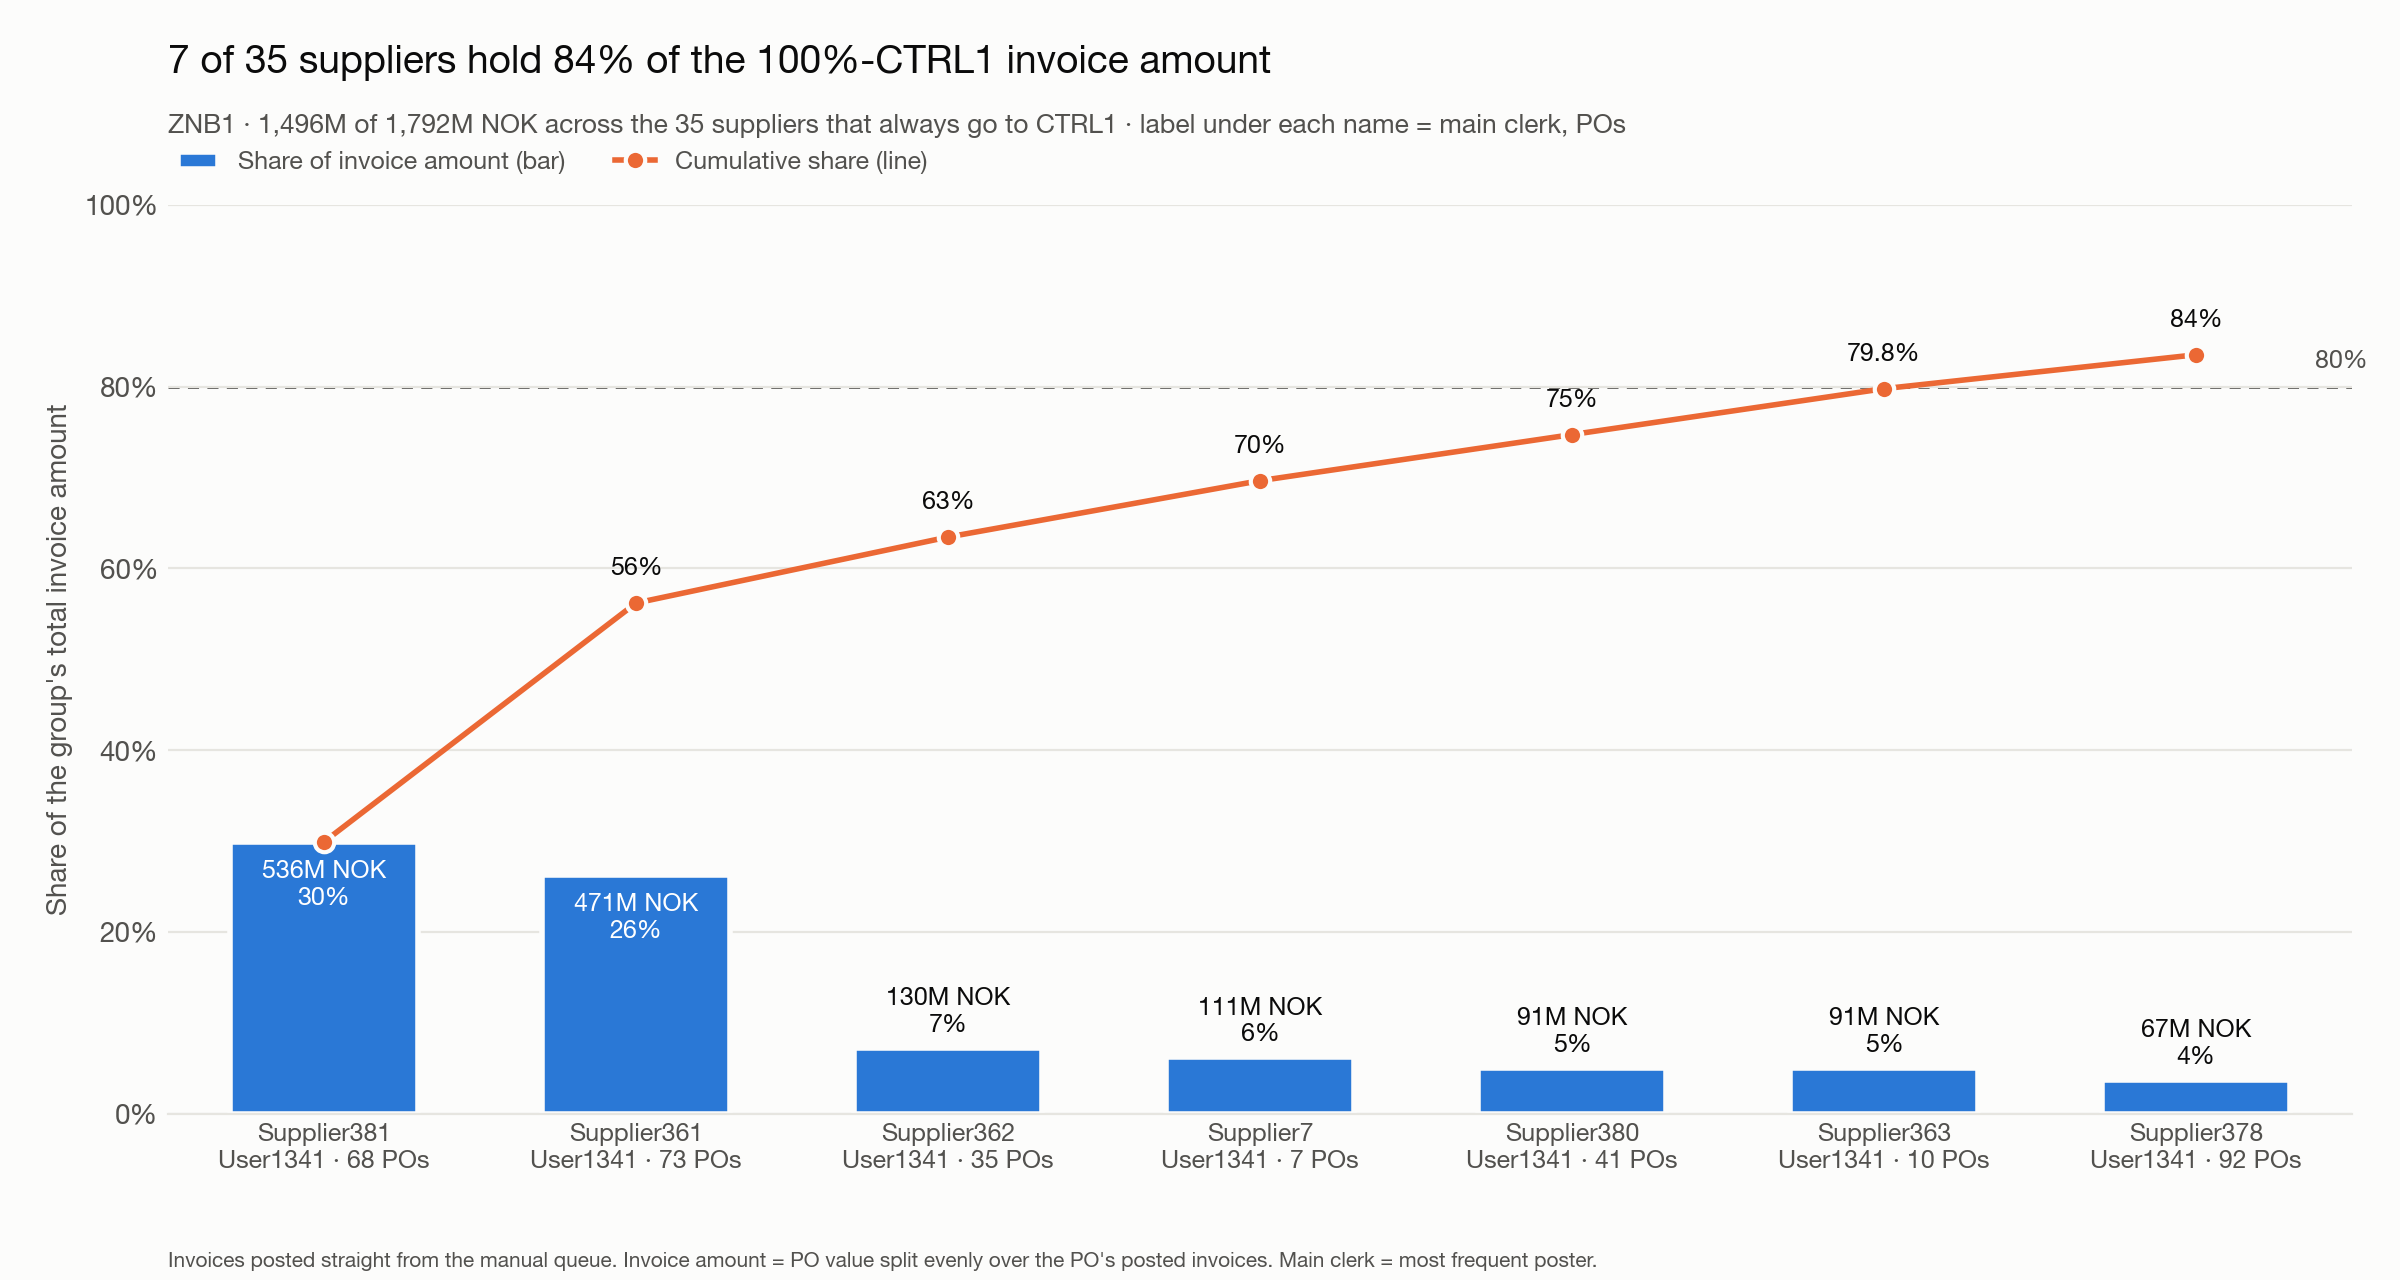 7 of 35 suppliers hold 84% of the 100%-CTRL1 invoice amount
ZNB1 · 1,496M of 1,792M NOK across the 35 suppliers that always go to CTRL1 · label under each name = main clerk, POs
Share of invoice amount (bar)
Cumulative share (line)
Share of the group's total invoice amount
100%
80%
60%
40%
20%
0%
56%
63%
70%
75%
79.8%
84%
80%
536M NOK
30%
471M NOK
26%
130M NOK
7%
111M NOK
6%
91M NOK
5%
91M NOK
5%
67M NOK
4%
Supplier381
User1341 · 68 POs
Supplier361
User1341 · 73 POs
Supplier362
User1341 · 35 POs
Supplier7
User1341 · 7 POs
Supplier380
User1341 · 41 POs
Supplier363
User1341 · 10 POs
Supplier378
User1341 · 92 POs
Invoices posted straight from the manual queue. Invoice amount = PO value split evenly over the PO's posted invoices. Main clerk = most frequent poster.